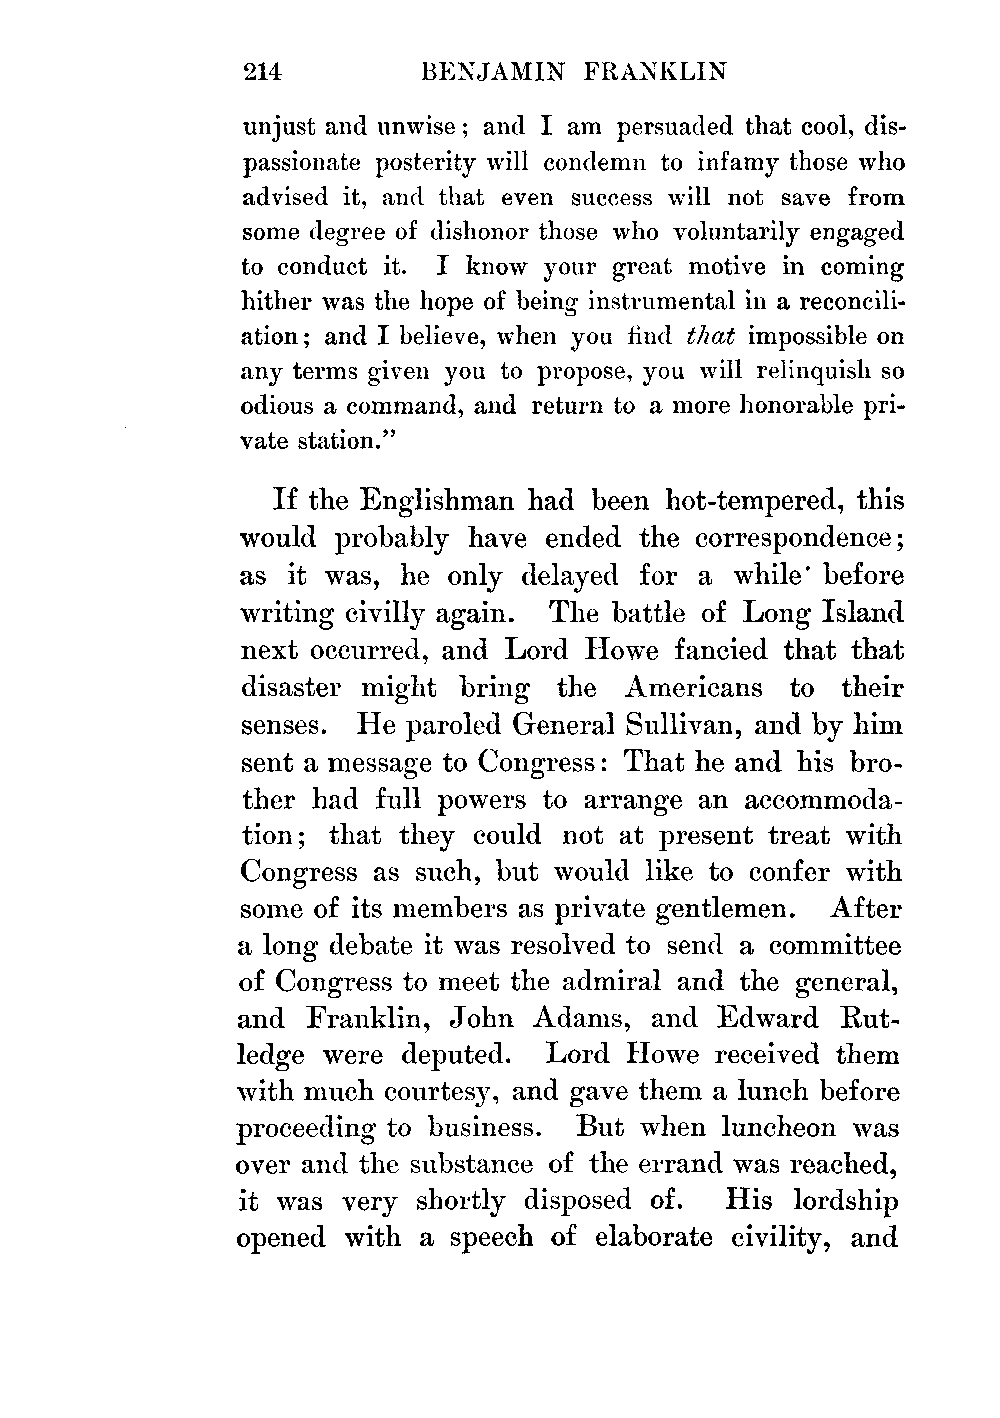 214 BENJAMIN FRANKLIN
unjust and unwise; and I am persuaded that cool, dis-
passionate posterity will condemn to infamy those who
advised it, and that even success will not save from
some degree of dishonor those who voluntarily engaged
to conduct it. I know your great motive in coming
hither was the hope of being instrumental in a reconcili-
ation; and I believe, when you find that impossible on
any terms given you to propose, you will relinquish so
odious a command, and return to a more honorable pri-
vate station.”
If the Englishman had been hot-tempered, this
would probably have ended the correspondence;
as it was, he only delayed for a while before
writing civilly again. The battle of Long Island
next occurred, and Lord Howe fancied that that
disaster might bring the Americans to their
senses. He paroled General Sullivan, and by him
sent a message to Congress: That he and his bro-
ther had full powers to arrange an accommoda-
tion; that they could not at present treat with
Congress as such, but would like to confer with
some of its members as private gentlemen. After
a long debate it was resolved to send a committee
of Congress to meet the admiral and the general,
and Franklin, John Adams, and Edward Rut-
ledge were deputed. Lord Howe received them
with much courtesy, and gave them a lunch before
proceeding to business. But when luncheon was
over and the substance of the errand was reached,
it was very shortly disposed of. His lordship
opened with a speech of elaborate civility, and